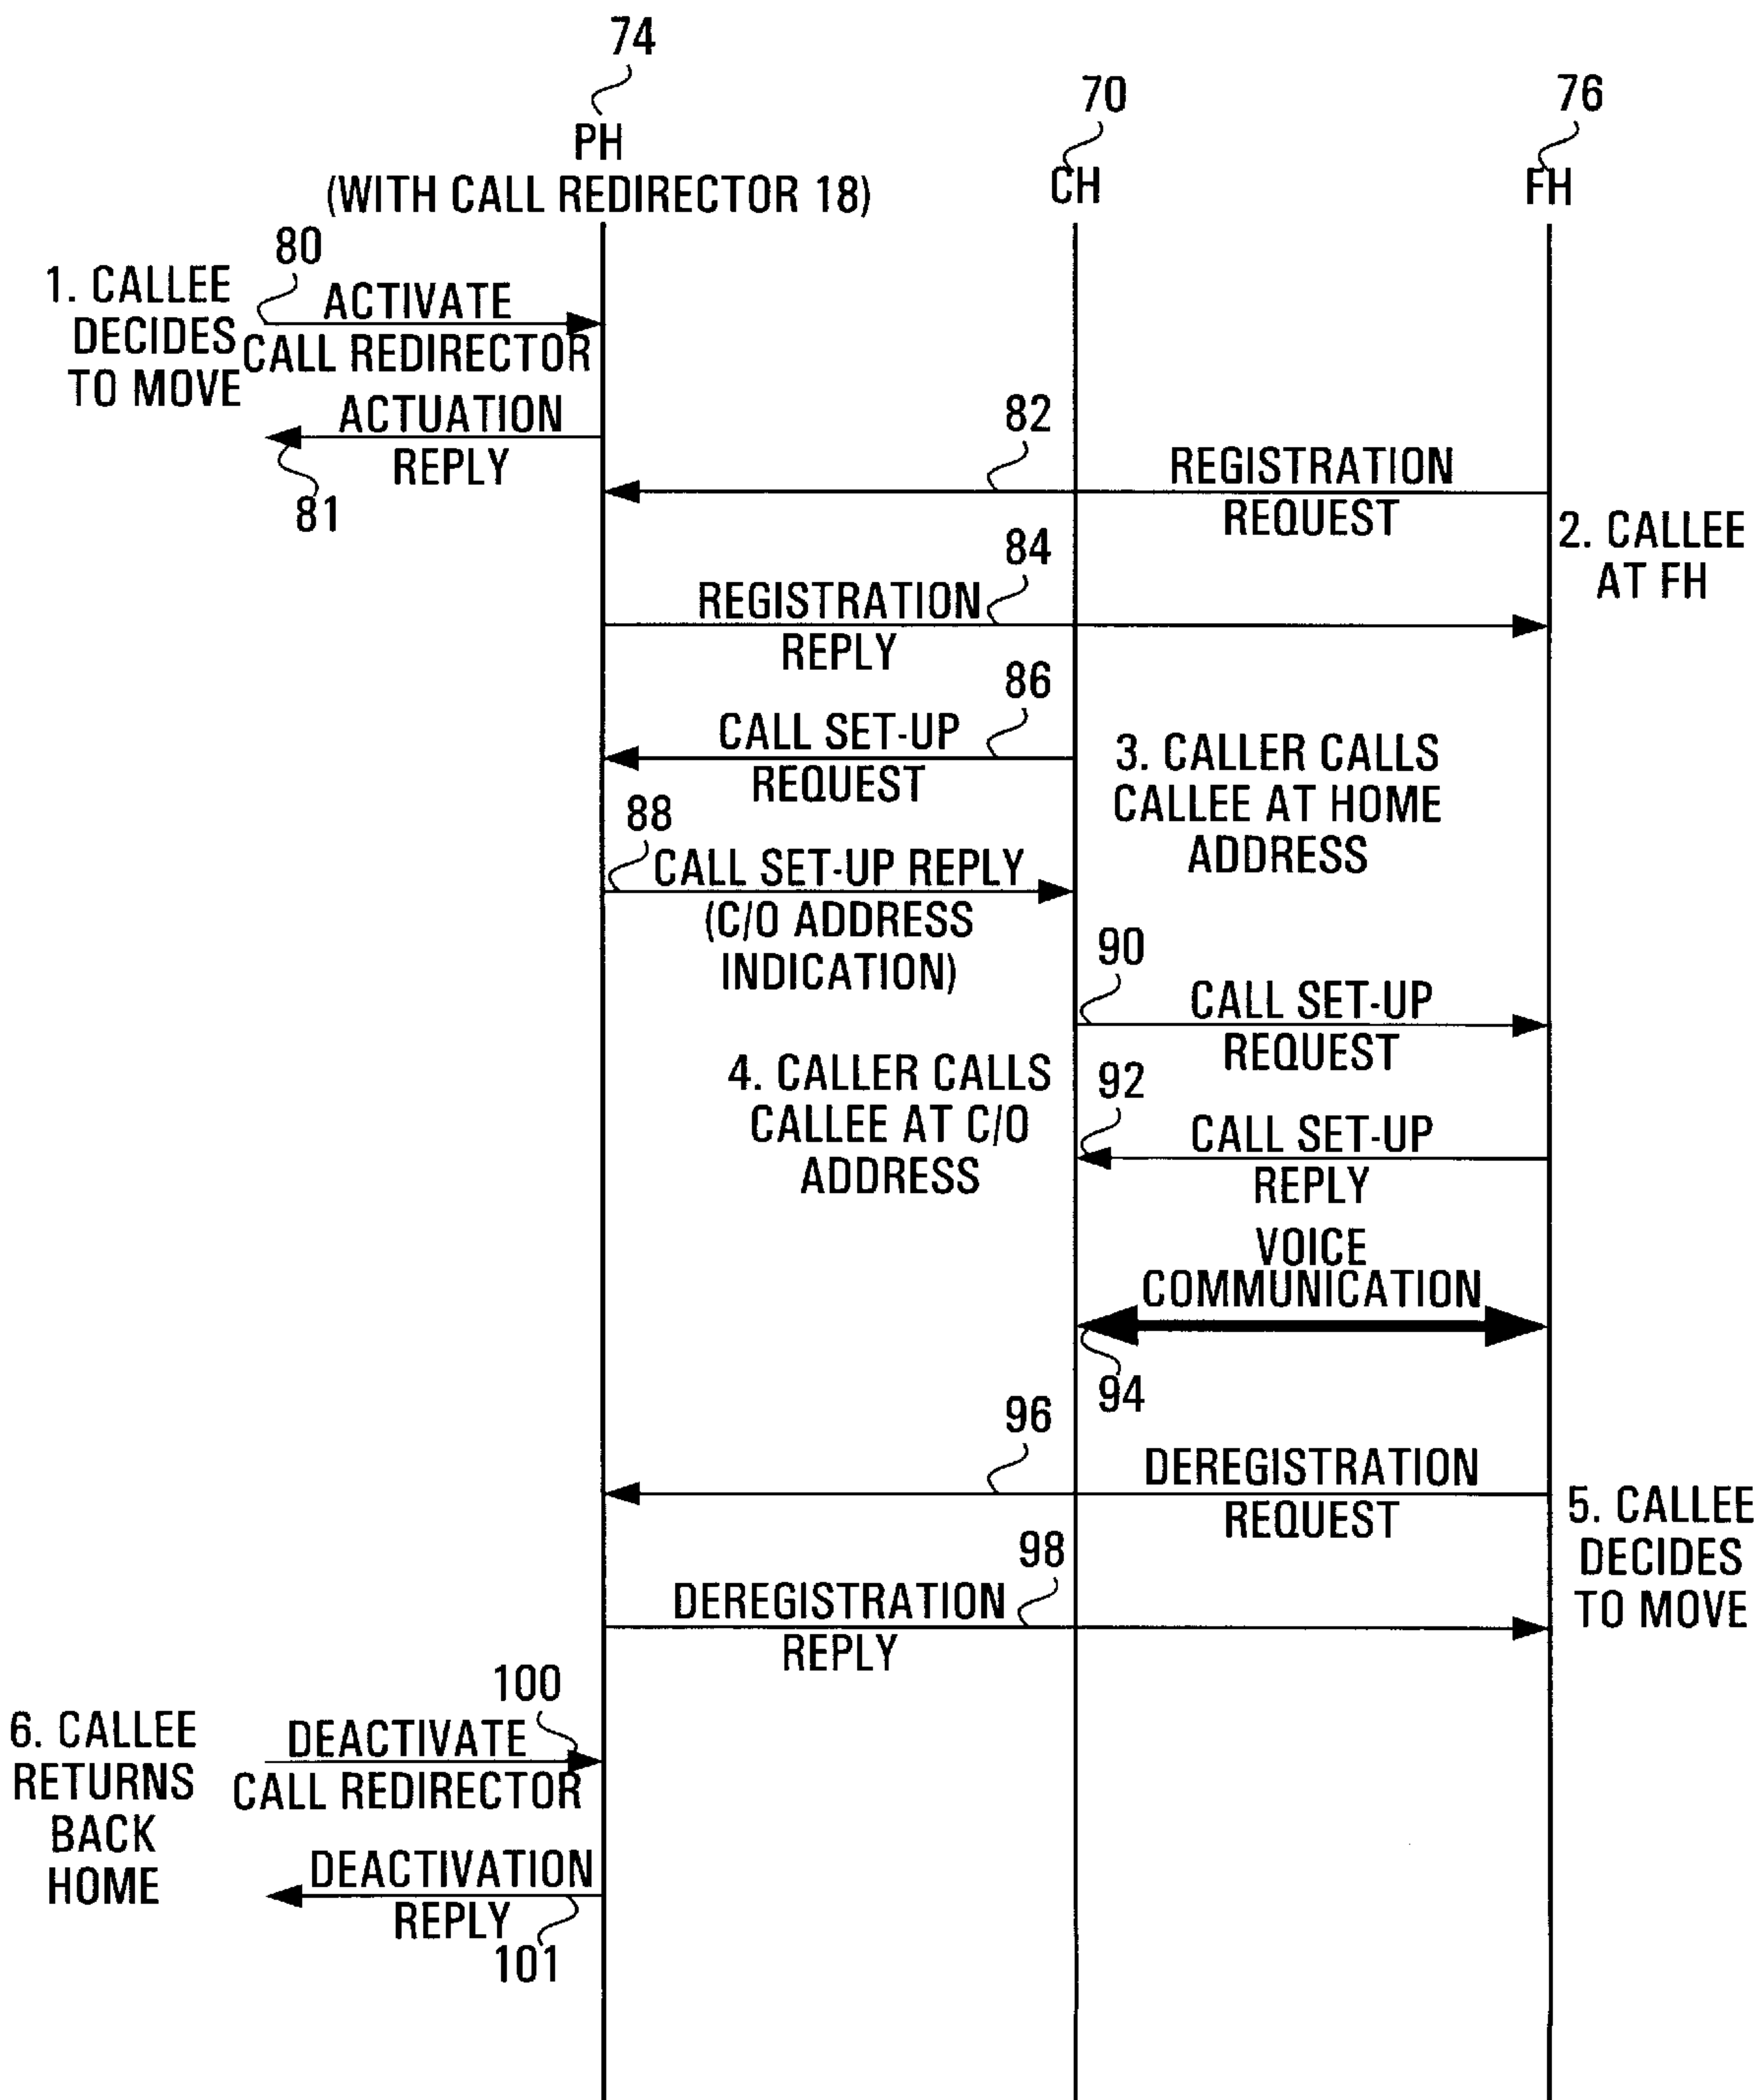 74
70
76
PH
(WITH CALL REDIRECTOR 18)
CH
FH
80
1. CALLEE
DECIDES
TO MOVE
ACTIVATE
CALL REDIRECTOR
ACTUATION
REPLY
81
82
REGISTRATION
REQUEST
2. CALLEE
AT FH
84
REGISTRATION
REPLY
86
CALL SET-UP
REQUEST
3. CALLER CALLS
CALLEE AT HOME
ADDRESS
88
CALL SET-UP REPLY
(C/O ADDRESS
INDICATION)
90
CALL SET-UP
REQUEST
4. CALLER CALLS
CALLEE AT C/O
ADDRESS
92
CALL SET-UP
REPLY
VOICE
COMMUNICATION
94
96
DEREGISTRATION
REQUEST
5. CALLEE
DECIDES
TO MOVE
98
DEREGISTRATION
REPLY
100
6. CALLEE
RETURNS
BACK
HOME
DEACTIVATE
CALL REDIRECTOR
DEACTIVATION
REPLY
101